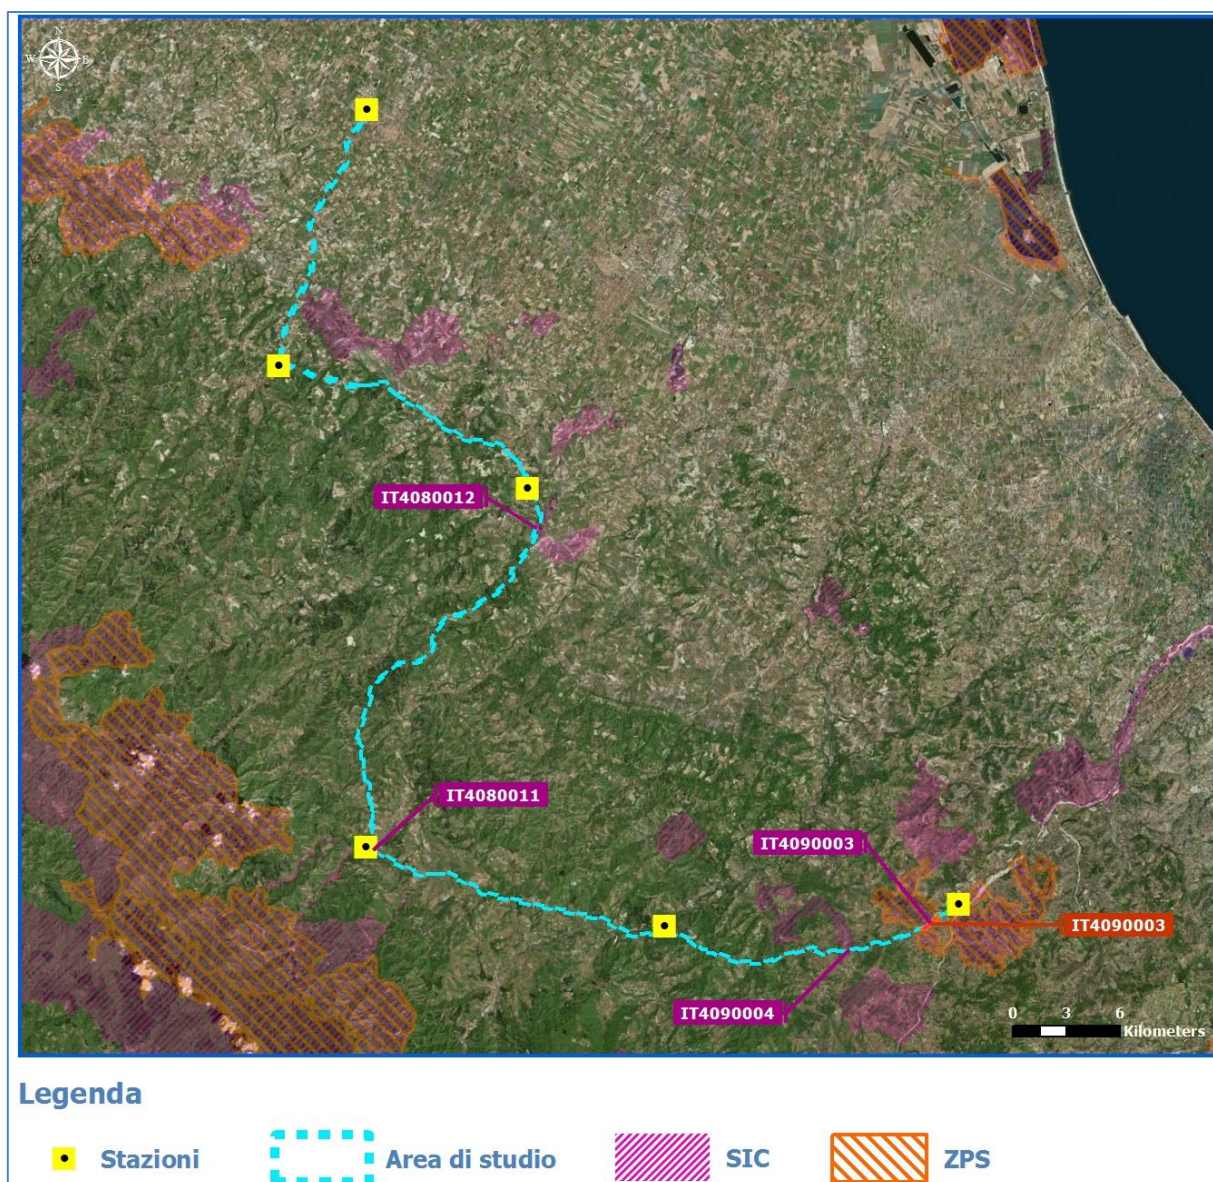 N
W E
S
IT4080012
IT4080011
IT4090003
IT4090003
IT4090004
0 3 6
Kilometers
Legenda
Stazioni
Area di studio
SIC
ZPS